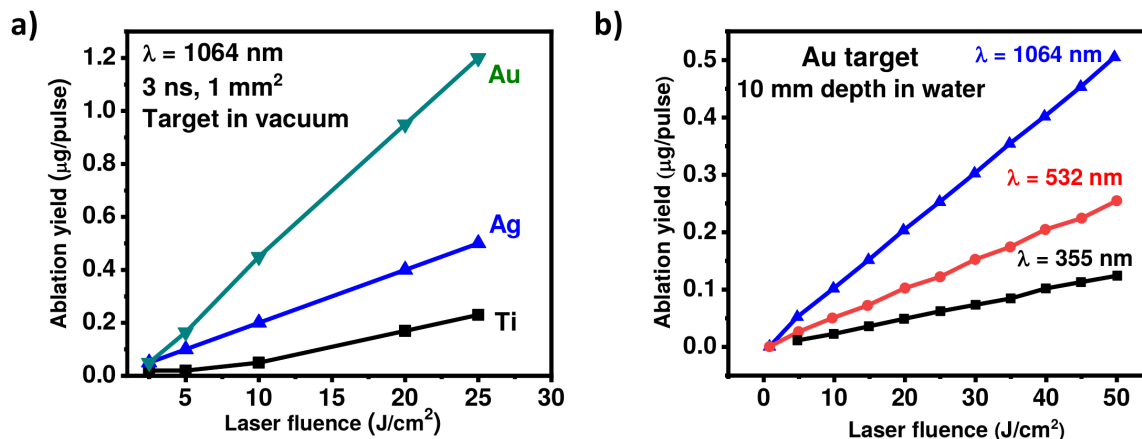 a)
λ = 1064 nm
3 ns, 1 mm²
Target in vacuum
Au
Ag
Ti
Ablation yield (μg/pulse)
1.2
1.0
0.8
0.6
0.4
0.2
0.0
5
10
15
20
25
30
Laser fluence (J/cm²)
b)
Au target
10 mm depth in water
λ = 1064 nm
λ = 532 nm
λ = 355 nm
Ablation yield (μg/pulse)
0.5
0.4
0.3
0.2
0.1
0.0
0
10
20
30
40
50
Laser fluence (J/cm²)